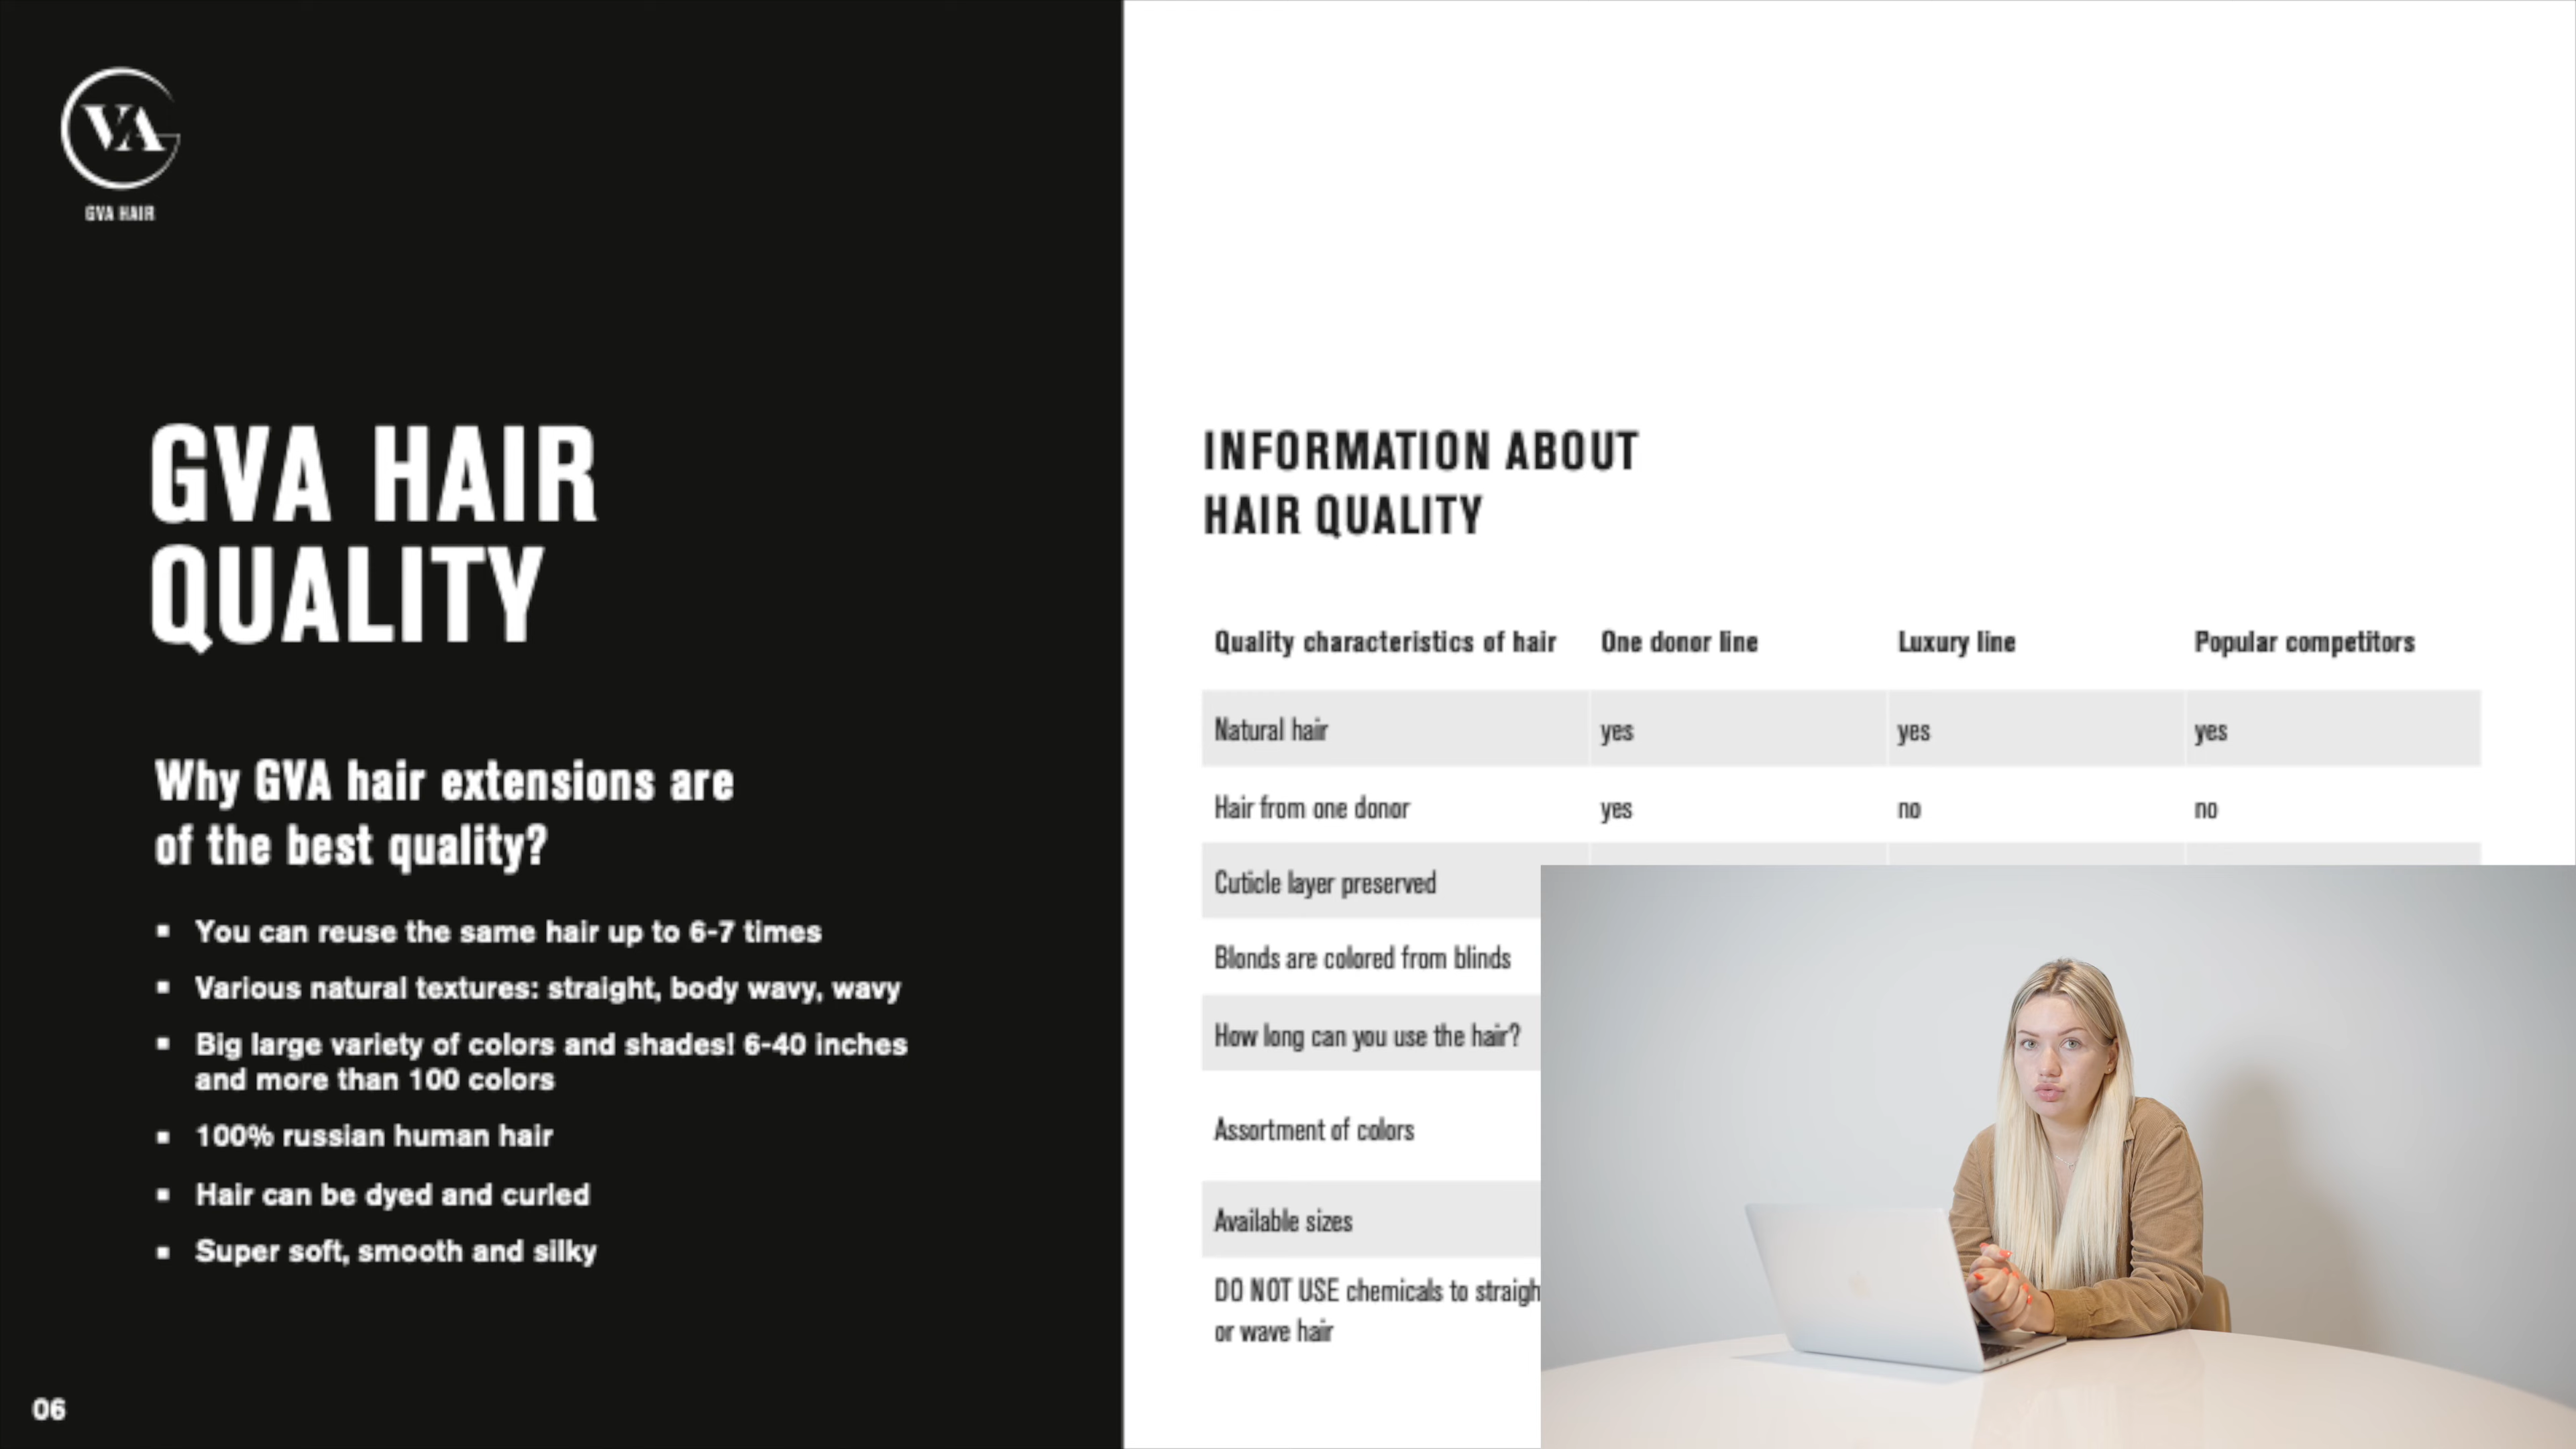 VA
GVA HAIR
GVA HAIR
QUALITY
Why GVA hair extensions are
of the best quality?
▪ You can reuse the same hair up to 6-7 times
▪ Various natural textures: straight, body wavy, wavy
▪ Big large variety of colors and shades! 6-40 inches
and more than 100 colors
▪ 100% russian human hair
▪ Hair can be dyed and curled
▪ Super soft, smooth and silky
06
INFORMATION ABOUT
HAIR QUALITY
Quality characteristics of hair One donor line Luxury line Popular competitors
Natural hair yes yes yes
Hair from one donor yes no no
Cuticle layer preserved
Blonds are colored from blinds
How long can you use the hair?
Assortment of colors
Available sizes
DO NOT USE chemicals to straigh
or wave hair